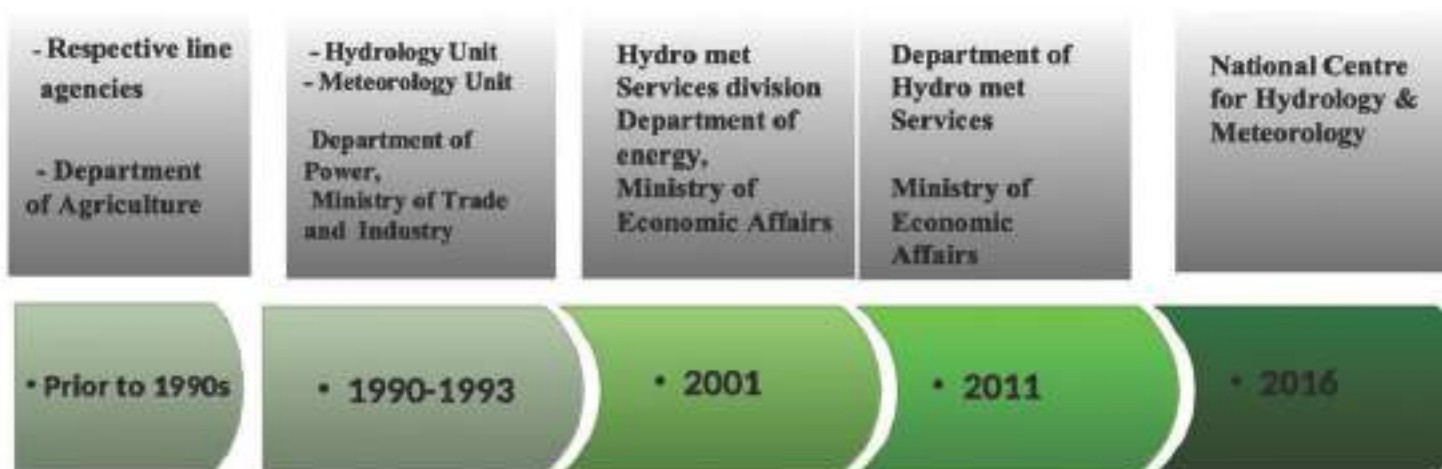 - Respective line
agencies
- Department
of Agriculture
- Hydrology Unit
- Meteorology Unit
Department of
Power,
Ministry of Trade
and Industry
Hydro met
Services division
Department of
energy,
Ministry of
Economic Affairs
Department of
Hydro met
Services
Ministry of
Economic
Affairs
National Centre
for Hydrology &
Meteorology
• Prior to 1990s
• 1990-1993
• 2001
• 2011
• 2016